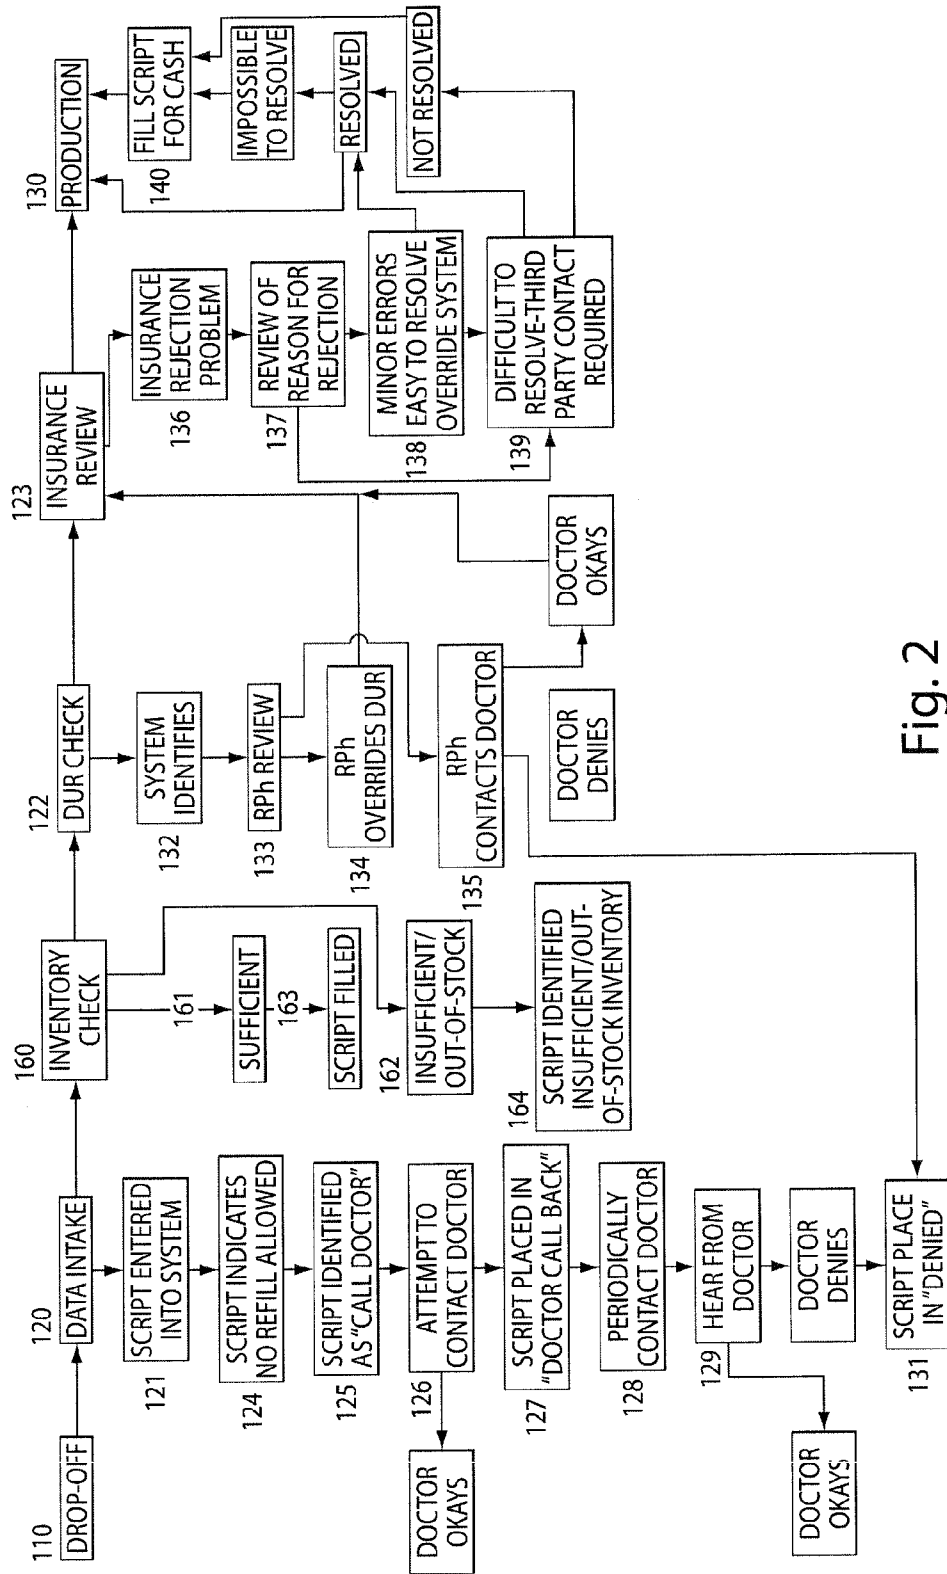 110
DROP-OFF
120
DATA INTAKE
121
SCRIPT ENTERED
INTO SYSTEM
124
SCRIPT INDICATES
NO REFILL ALLOWED
125
SCRIPT IDENTIFIED
AS "CALL DOCTOR"
126
ATTEMPT TO
CONTACT DOCTOR
DOCTOR
OKAYS
127
SCRIPT PLACED IN
"DOCTOR CALL BACK"
128
PERIODICALLY
CONTACT DOCTOR
129
HEAR FROM
DOCTOR
DOCTOR
OKAYS
DOCTOR
DENIES
131
SCRIPT PLACE
IN "DENIED"
160
INVENTORY
CHECK
161
SUFFICIENT
163
SCRIPT FILLED
162
INSUFFICIENT/
OUT-OF-STOCK
164
SCRIPT IDENTIFIED
INSUFFICIENT/OUT-
OF-STOCK INVENTORY
122
DUR CHECK
132
SYSTEM
IDENTIFIES
133
RPh REVIEW
134
RPh
OVERRIDES DUR
135
RPh
CONTACTS DOCTOR
DOCTOR
DENIES
DOCTOR
OKAYS
123
INSURANCE
REVIEW
136
INSURANCE
REJECTION
PROBLEM
137
REVIEW OF
REASON FOR
REJECTION
138
MINOR ERRORS
EASY TO RESOLVE
OVERRIDE SYSTEM
139
DIFFICULT TO
RESOLVE-THIRD
PARTY CONTACT
REQUIRED
130
PRODUCTION
140
FILL SCRIPT
FOR CASH
IMPOSSIBLE
TO RESOLVE
RESOLVED
NOT RESOLVED
Fig. 2